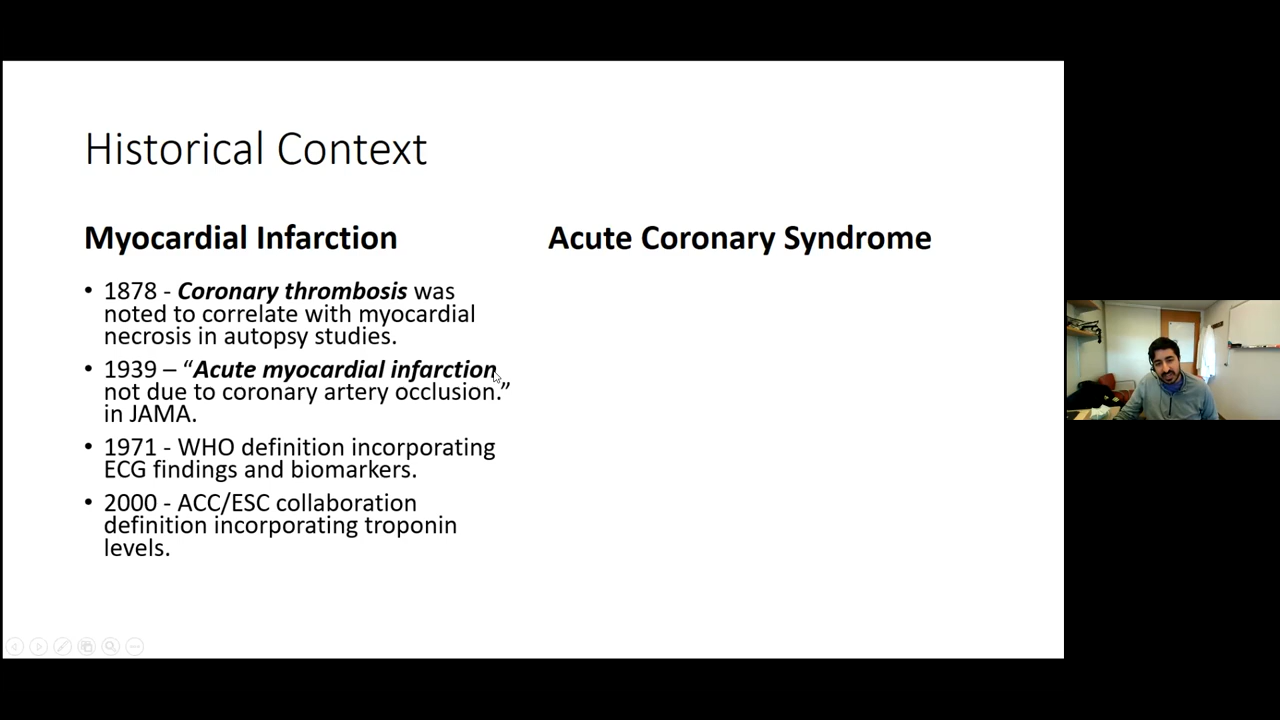 Historical Context
Myocardial Infarction
• 1878 - Coronary thrombosis was
noted to correlate with myocardial
necrosis in autopsy studies.
• 1939 – “Acute myocardial infarction
not due to coronary artery occlusion.”
in JAMA.
• 1971 - WHO definition incorporating
ECG findings and biomarkers.
• 2000 - ACC/ESC collaboration
definition incorporating troponin
levels.
Acute Coronary Syndrome